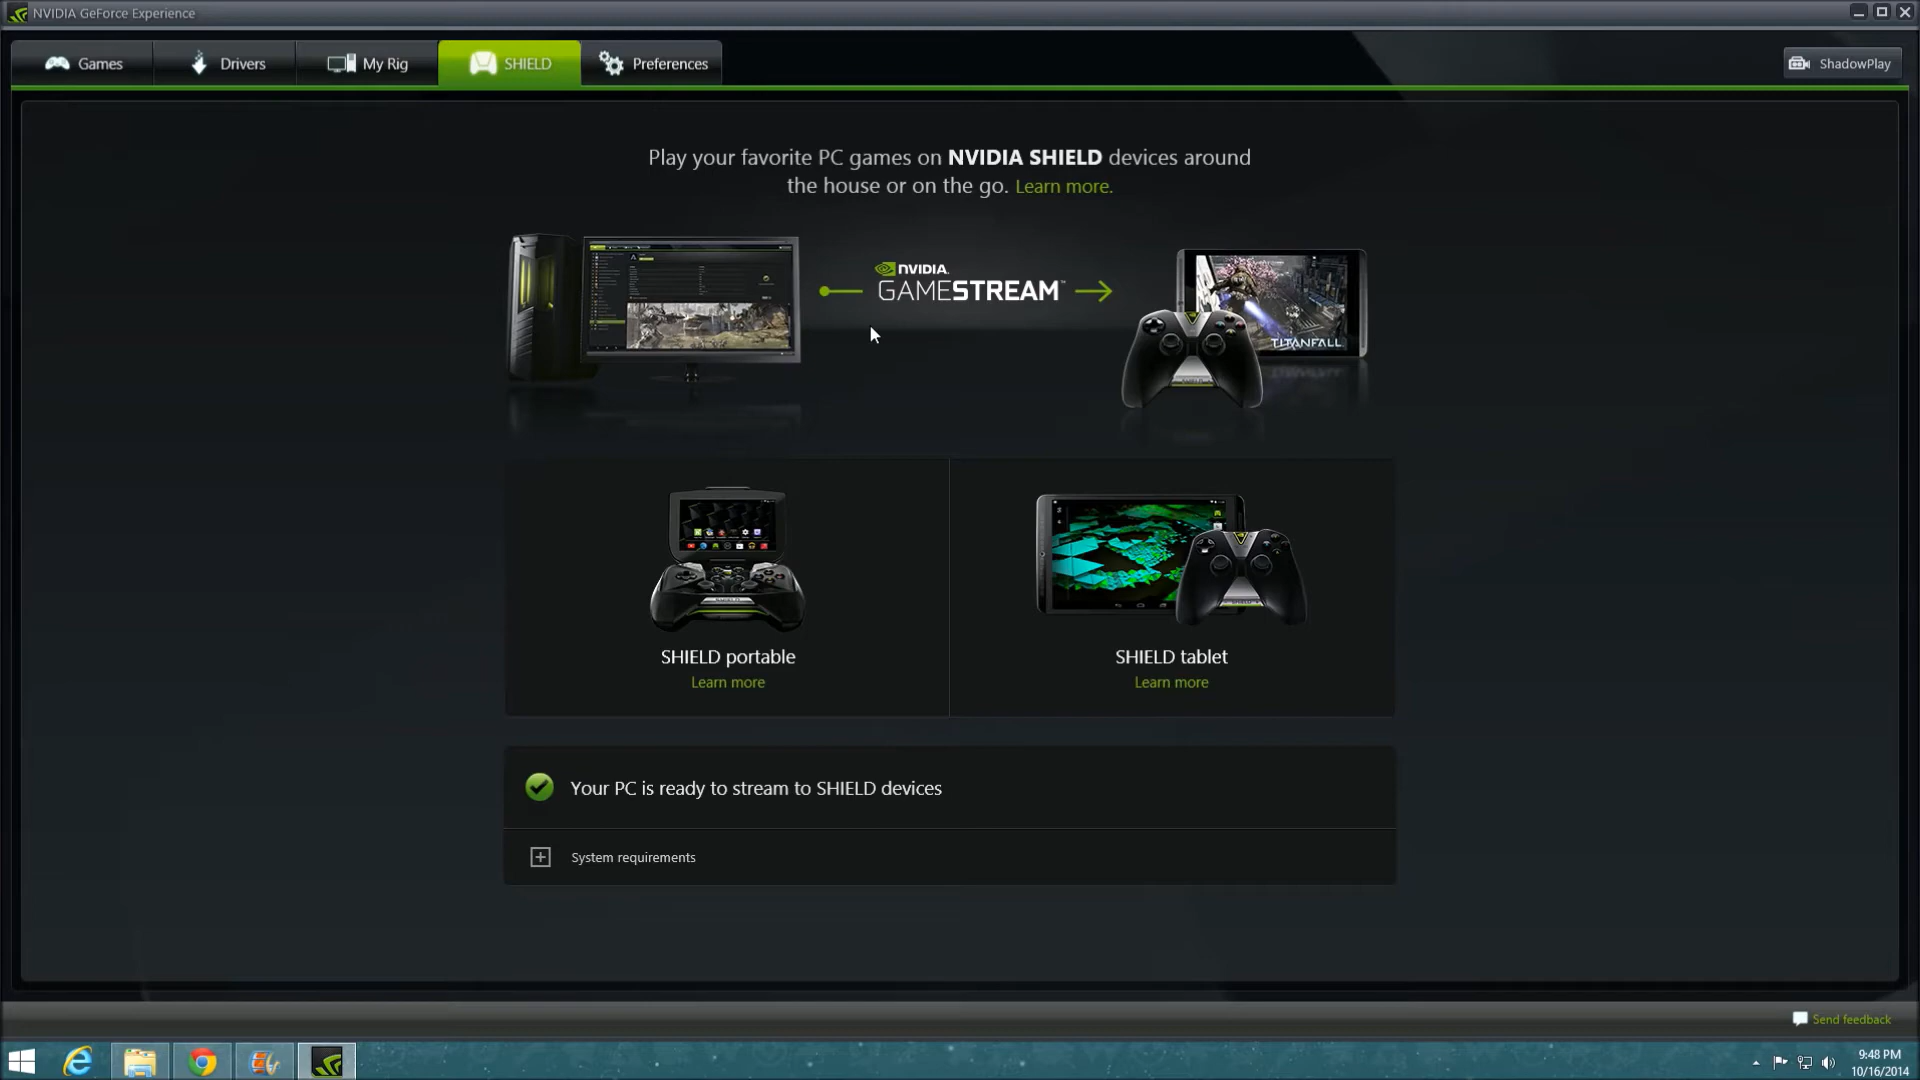 NVIDIA GeForce Experience
Games
Drivers
My Rig
SHIELD
Preferences
ShadowPlay
Play your favorite PC games on NVIDIA SHIELD devices around
the house or on the go. Learn more.
NVIDIA.
GAMESTREAM™
TITANFALL
SHIELD portable
Learn more
SHIELD tablet
Learn more
Your PC is ready to stream to SHIELD devices
System requirements
Send feedback
9:48 PM
10/16/2014